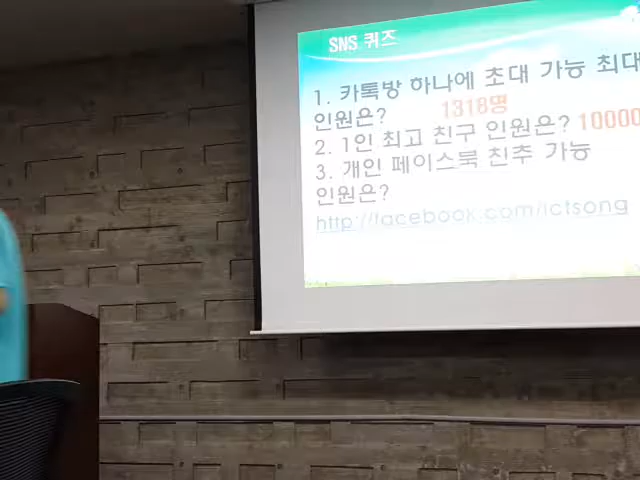 SNS 퀴즈
1. 카톡방 하나에 초대 가능 최대
인원은? 1318명
2. 1인 최고 친구 인원은? 10000
3. 개인 페이스북 친추 가능
인원은?
http://facebook.com/ictsong